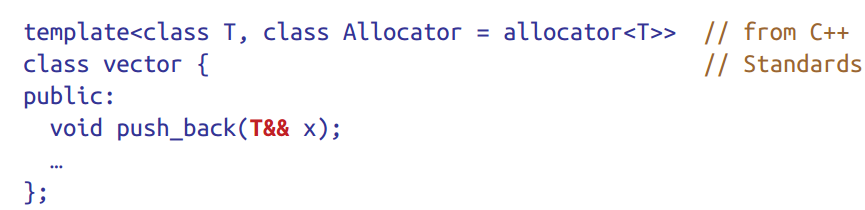 template<class T, class Allocator = allocator<T>>  // from C++
class vector {                                     // Standards
public:
  void push_back(T&& x);
  …
};